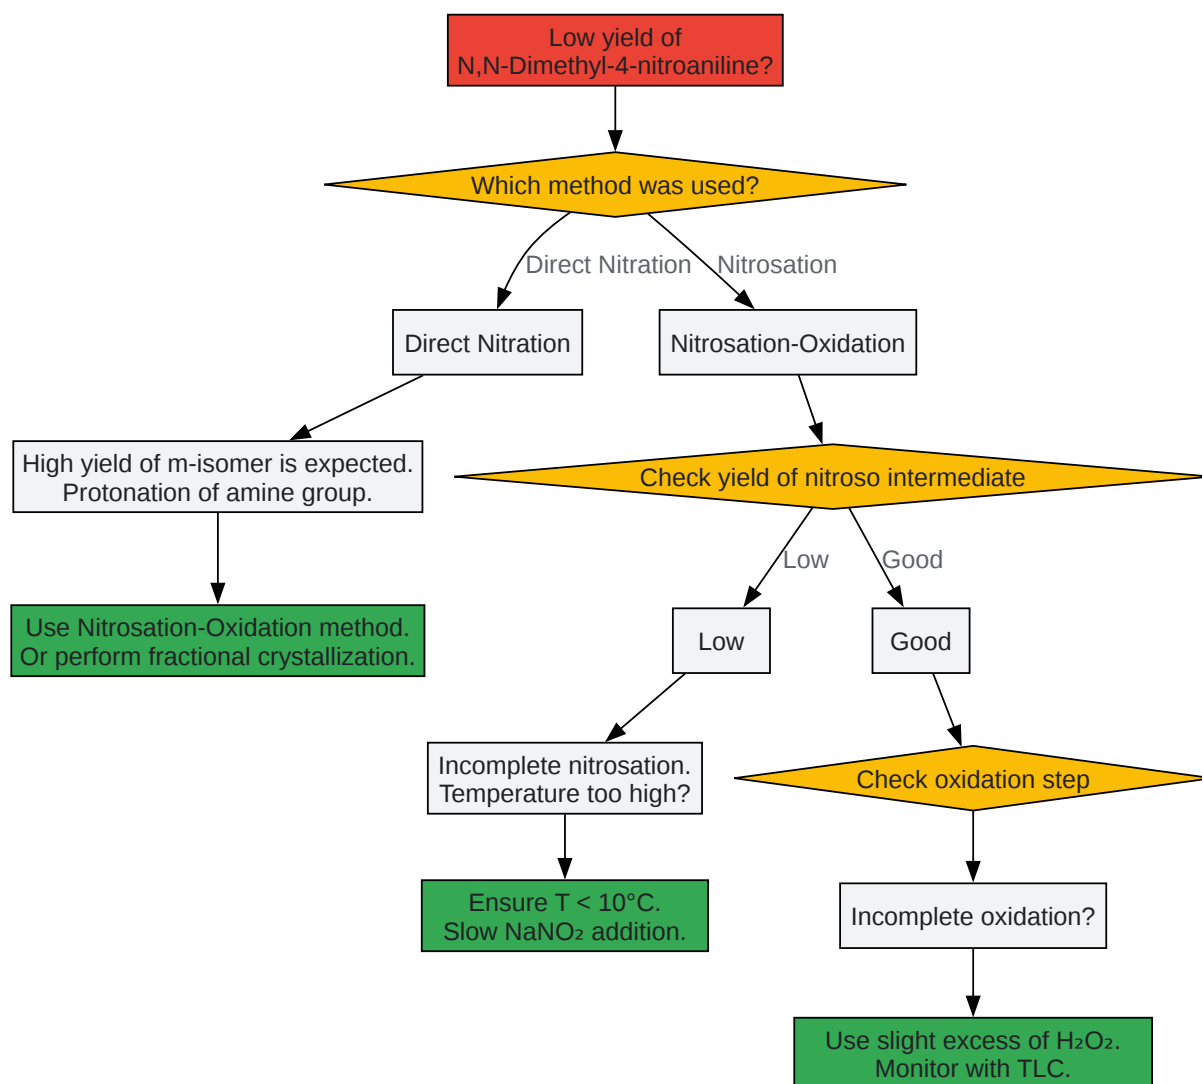 Low yield of
N,N-Dimethyl-4-nitroaniline?
Which method was used?
Direct Nitration
Nitrosation
Direct Nitration
Nitrosation-Oxidation
High yield of m-isomer is expected.
Protonation of amine group.
Check yield of nitroso intermediate
Use Nitrosation-Oxidation method.
Or perform fractional crystallization.
Low
Good
Low
Good
Incomplete nitrosation.
Temperature too high?
Check oxidation step
Ensure T < 10°C.
Slow NaNO₂ addition.
Incomplete oxidation?
Use slight excess of H₂O₂.
Monitor with TLC.